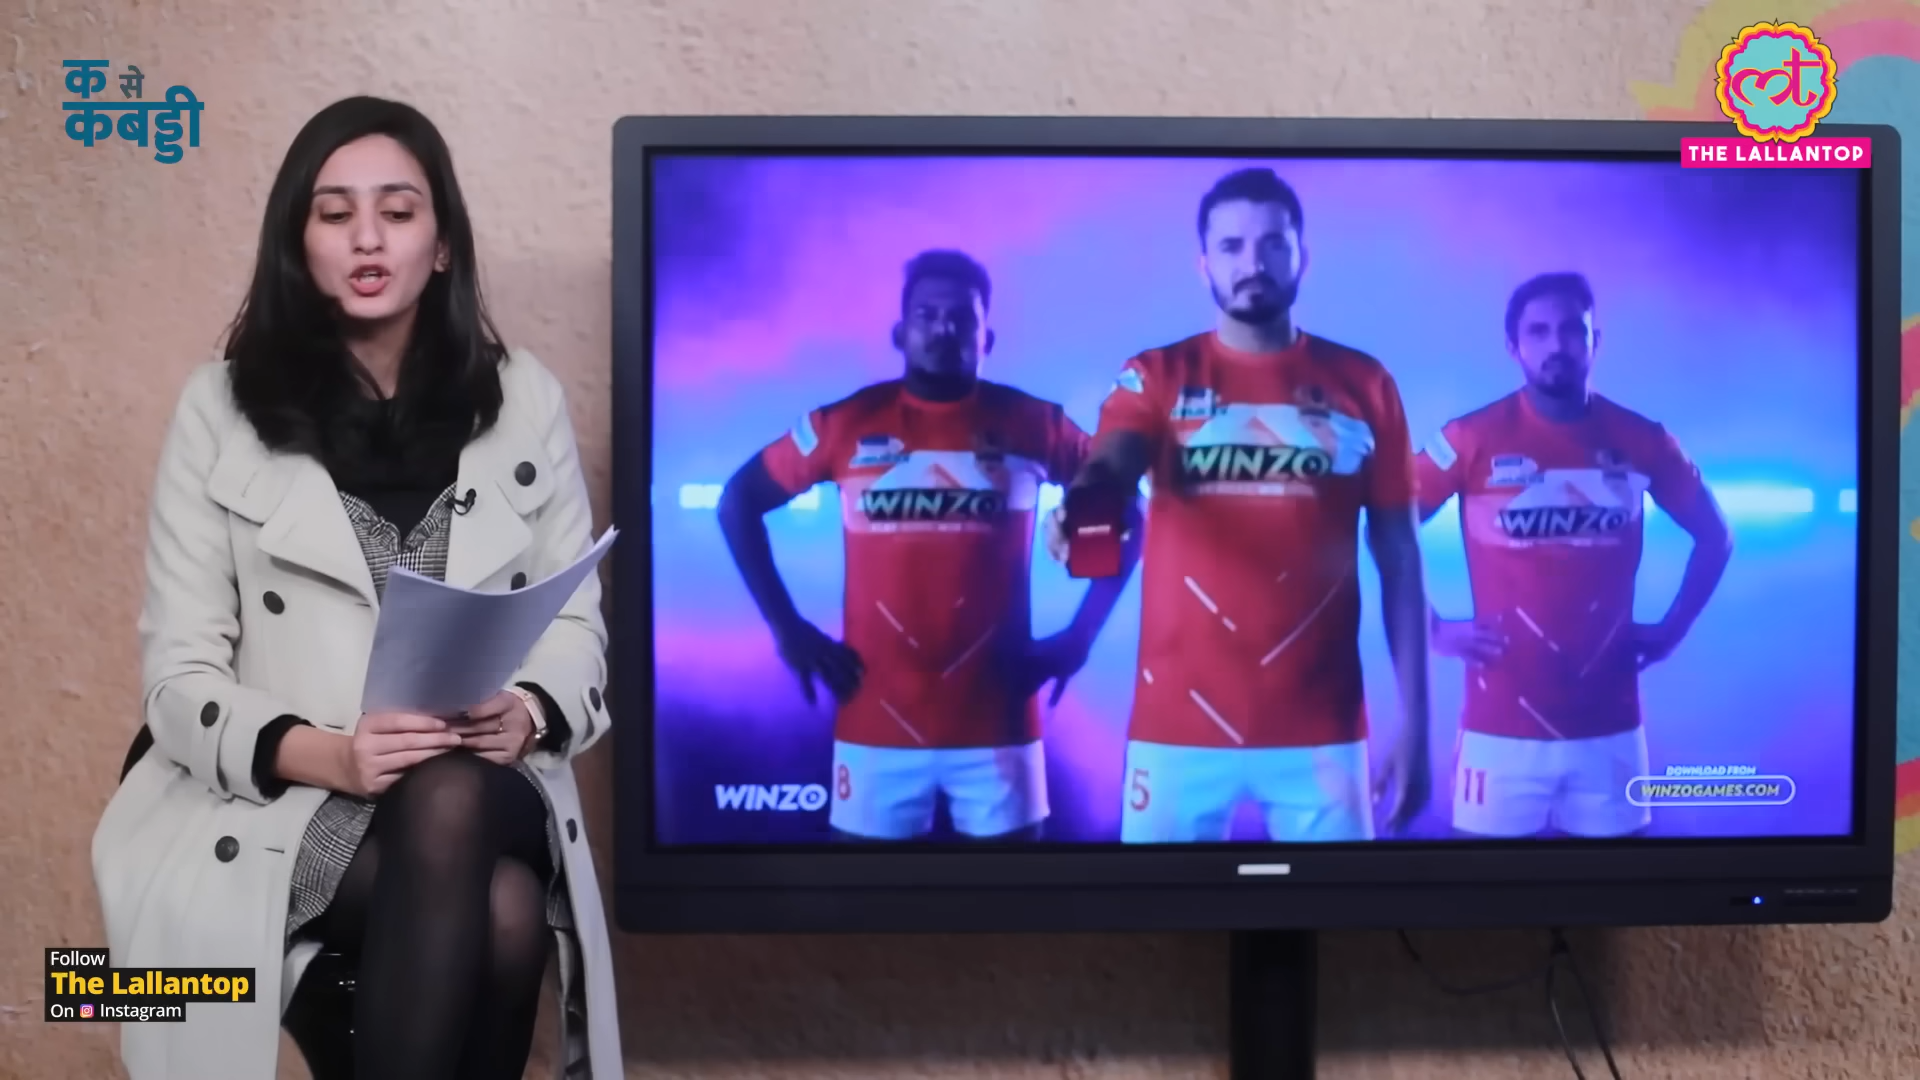 क से
कबड्डी
THE LALLANTOP
WINZO
WINZO
WINZO
WINZO
8
5
11
DOWNLOAD FROM
WINZOGAMES.COM
Follow
The Lallantop
On Instagram